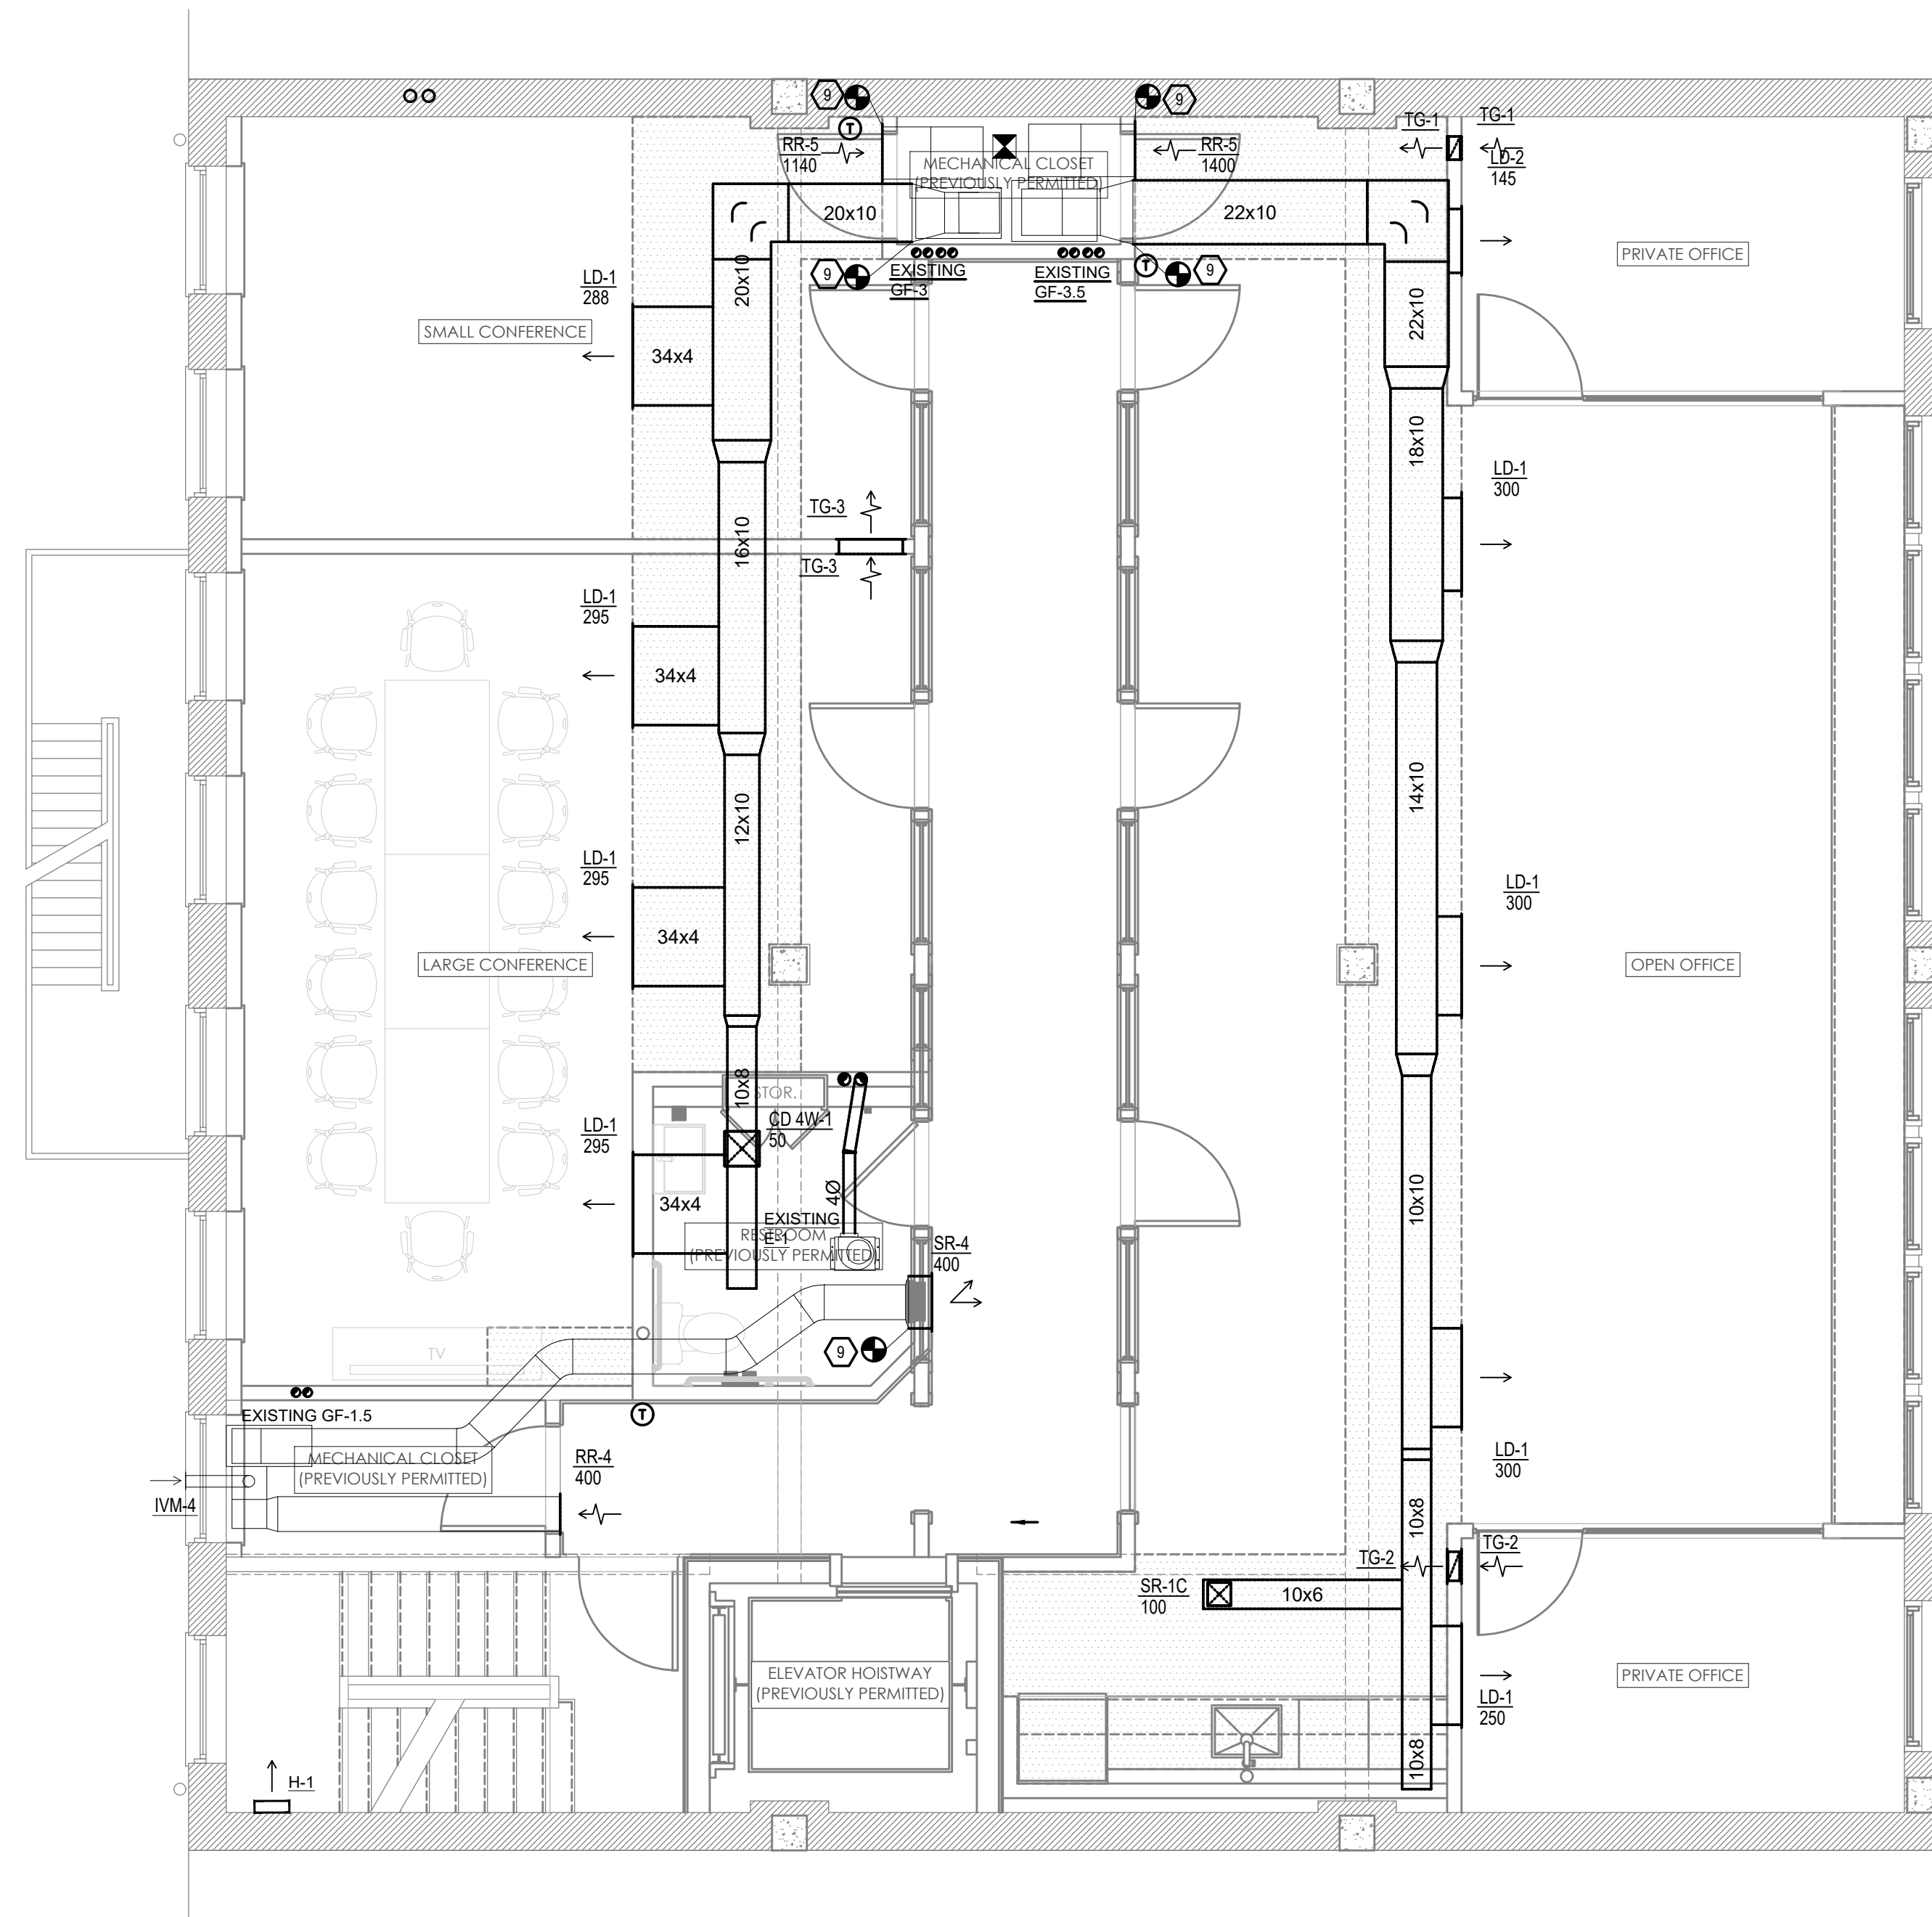 9
9
T
RR-5
1140
RR-5
1400
TG-1
TG-1
LD-2
145
MECHANICAL CLOSET
(PREVIOUSLY PERMITTED)
20x10
22x10
PRIVATE OFFICE
9
EXISTING
GF-3
EXISTING
GF-3.5
T
9
20x10
LD-1
288
SMALL CONFERENCE
34x4
22x10
18x10
LD-1
300
TG-3
16x10
TG-3
LD-1
295
34x4
12x10
14x10
LD-1
295
LD-1
300
34x4
LARGE CONFERENCE
OPEN OFFICE
10x8
STOR.
CD 4W-1
50
LD-1
295
34x4
4Ø
10x10
EXISTING
E-1
RESTROOM
(PREVIOUSLY PERMITTED)
SR-4
400
9
TV
T
EXISTING GF-1.5
MECHANICAL CLOSET
(PREVIOUSLY PERMITTED)
RR-4
400
IVM-4
LD-1
300
10x8
TG-2
TG-2
SR-1C
100
10x6
ELEVATOR HOISTWAY
(PREVIOUSLY PERMITTED)
PRIVATE OFFICE
LD-1
250
10x8
H-1